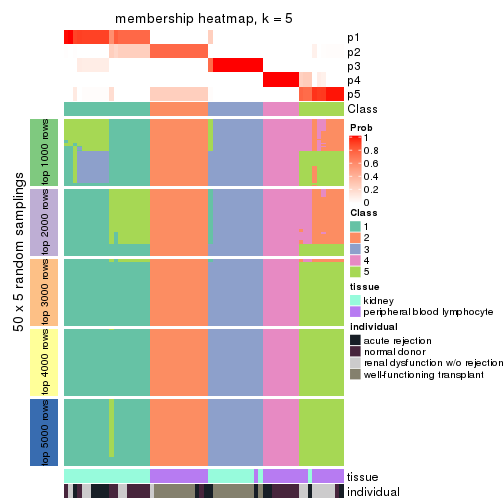 membership heatmap, k = 5
p1
p2
p3
p4
p5
Class
50 x 5 random samplings
top 1000 rows
top 2000 rows
top 3000 rows
top 4000 rows
top 5000 rows
Prob
1
0.8
0.6
0.4
0.2
0
Class
1
2
3
4
5
tissue
kidney
peripheral blood lymphocyte
individual
acute rejection
normal donor
renal dysfunction w/o rejection
well-functioning transplant
tissue
individual